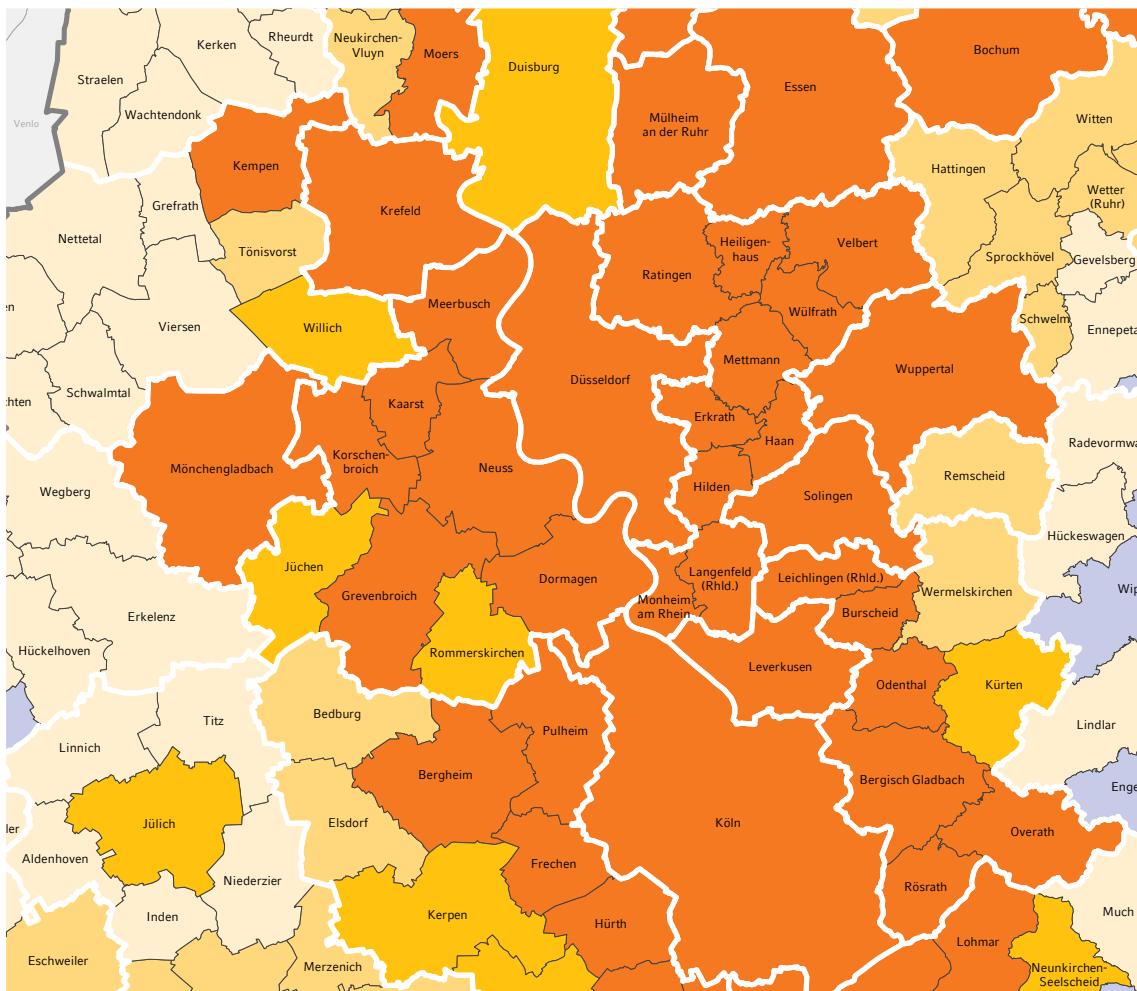 Kerken
Rheurdt
Neukirchen-
Vluyn
Moers
Duisburg
Bochum
Straelen
Essen
Wachtendonk
Mülheim
an der Ruhr
Venlo
Witten
Kempen
Hattingen
Wetter
(Ruhr)
Grefrath
Krefeld
Nettetal
Tönisvorst
Heiligen-
haus
Velbert
Sprockhövel
Gevelsberg
Ratingen
Meerbusch
en
Viersen
Willich
Wülfrath
Schwelm
Ennepeta
Mettmann
Düsseldorf
Wuppertal
Schwalmtal
chten
Kaarst
Erkrath
Haan
Radevormwa
Korschen-
broich
Mönchengladbach
Neuss
Remscheid
Wegberg
Hilden
Solingen
Hückeswagen
Jüchen
Dormagen
Langenfeld
(Rhld.)
Leichlingen (Rhld.)
Wip
Grevenbroich
Monheim
am Rhein
Burscheid
Wermelskirchen
Erkelenz
Hückelhoven
Rommerskirchen
Leverkusen
Odenthal
Kürten
Bedburg
Titz
Lindlar
Pulheim
Linnich
Bergheim
Bergisch Gladbach
Enge
Jülich
Elsdorf
Köln
ler
Overath
Aldenhoven
Frechen
Niederzier
Rösrath
Inden
Kerpen
Hürth
Much
Lohmar
Eschweiler
Merzenich
Neunkirchen-
Seelscheid